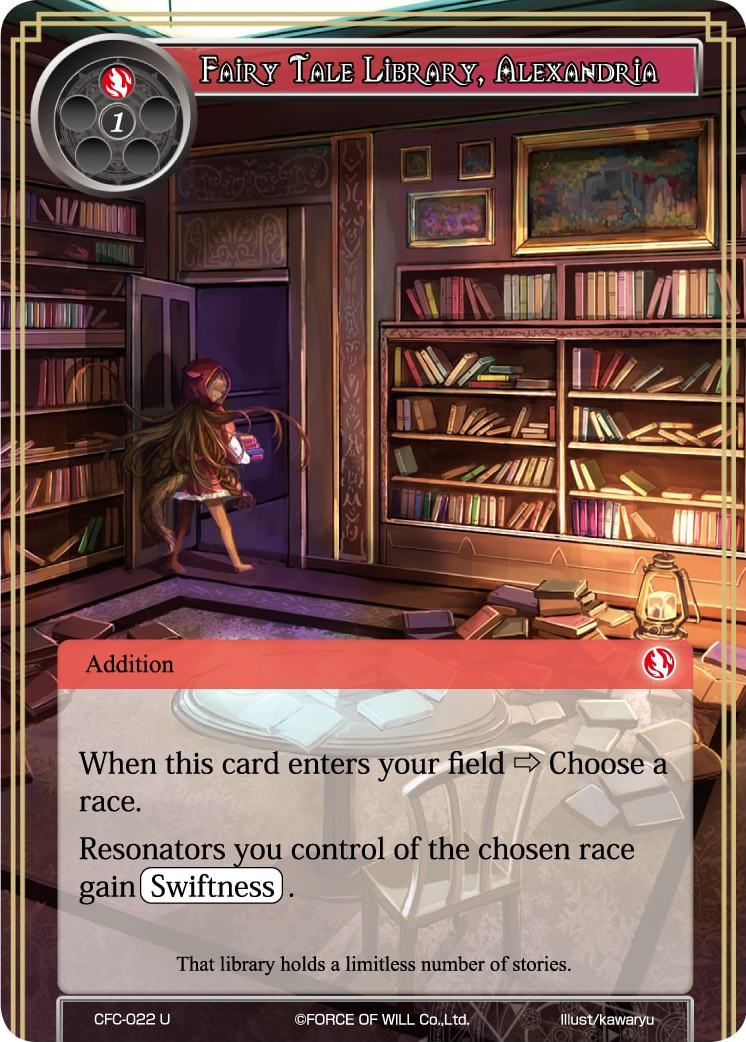 Fairy Tale Library, Alexandria
1
Addition
When this card enters your field ⇨ Choose a
race.
Resonators you control of the chosen race
gain Swiftness .
That library holds a limitless number of stories.
CFC-022 U ©FORCE OF WILL Co.,Ltd. Illust/kawaryu